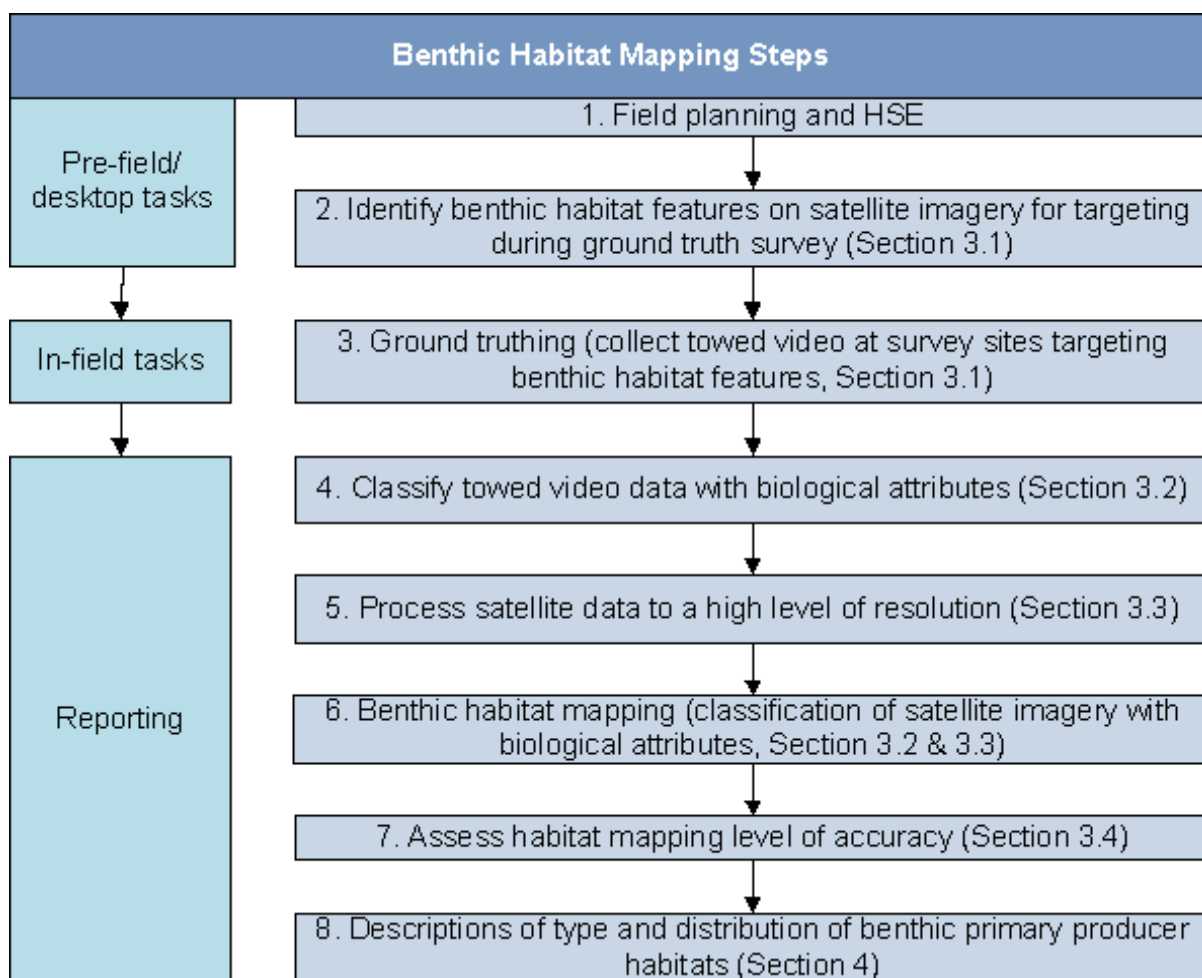 Benthic Habitat Mapping Steps
Pre-field/
desktop tasks
1. Field planning and HSE
2. Identify benthic habitat features on satellite imagery for targeting
during ground truth survey (Section 3.1)
In-field tasks
3. Ground truthing (collect towed video at survey sites targeting
benthic habitat features, Section 3.1)
Reporting
4. Classify towed video data with biological attributes (Section 3.2)
5. Process satellite data to a high level of resolution (Section 3.3)
6. Benthic habitat mapping (classification of satellite imagery with
biological attributes, Section 3.2 & 3.3)
7. Assess habitat mapping level of accuracy (Section 3.4)
8. Descriptions of type and distribution of benthic primary producer
habitats (Section 4)